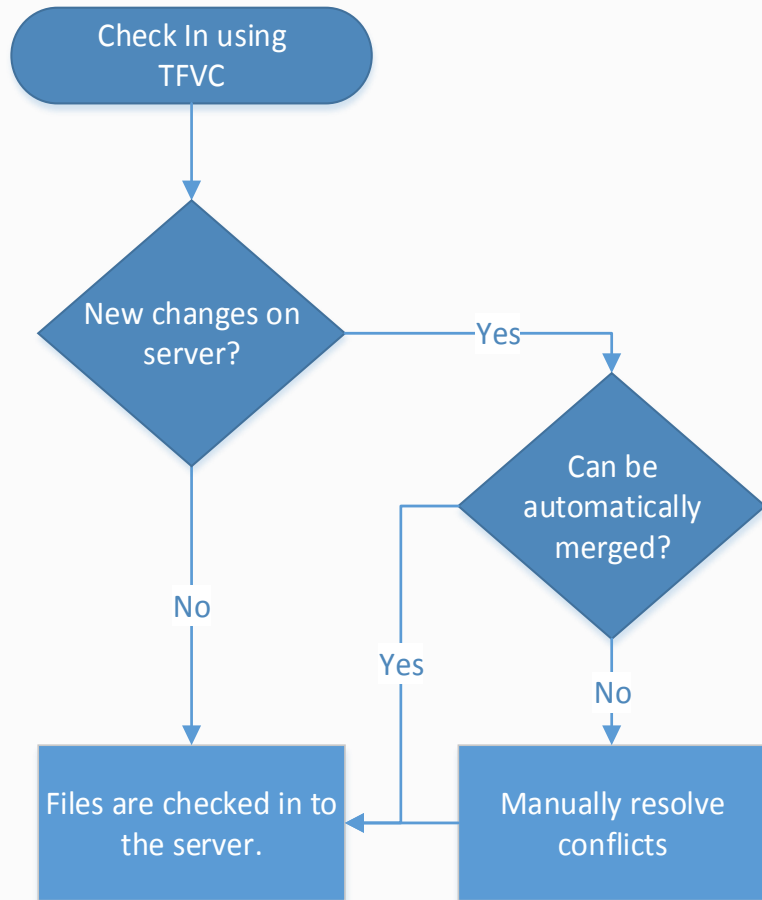 Check In using
TFVC
New changes on
server?
Yes
Can be
automatically
merged?
No
Yes
No
Files are checked in to
the server.
Manually resolve
conflicts